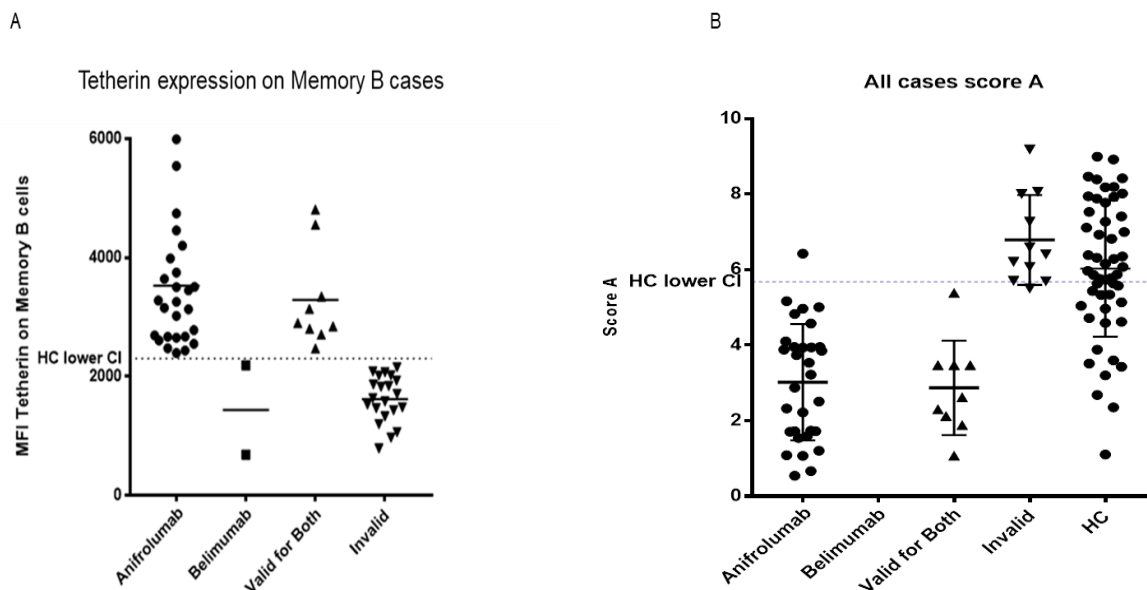 A
Tetherin expression on Memory B cases
MFI Tetherin on Memory B cells
6000
4000
HC lower CI
2000
0
Anifrolumab
Belimumab
Valid for Both
Invalid
B
All cases score A
Score A
10
8
6
HC lower CI
4
2
0
Anifrolumab
Belimumab
Valid for Both
Invalid
HC